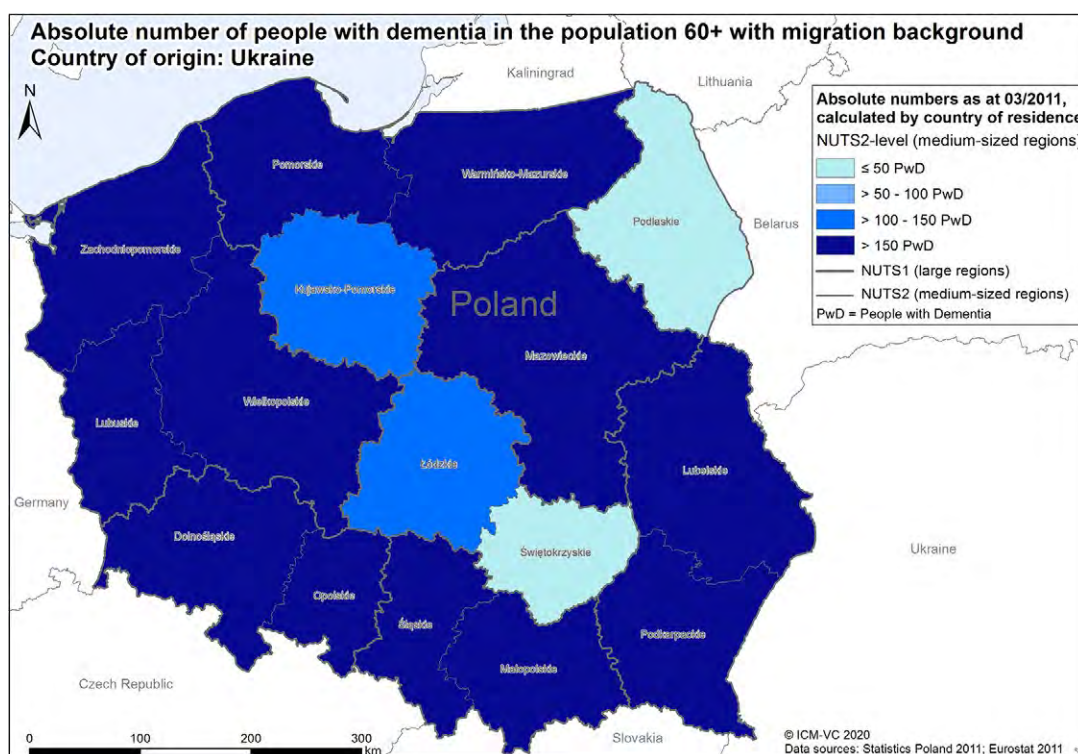 Absolute number of people with dementia in the population 60+ with migration background
Country of origin: Ukraine
Kaliningrad
Lithuania
N
Absolute numbers as at 03/2011,
calculated by country of residence
NUTS2-level (medium-sized regions)
≤ 50 PwD
> 50 - 100 PwD
> 100 - 150 PwD
> 150 PwD
NUTS1 (large regions)
NUTS2 (medium-sized regions)
PwD = People with Dementia
Pomorskie
Warmińsko-Mazurskie
Podlaskie
Belarus
Zachodniopomorskie
Kujawsko-Pomorskie
Poland
Mazowieckie
Wielkopolskie
Lubuskie
Łódzkie
Lubelskie
Germany
Dolnośląskie
Świętokrzyskie
Ukraine
Opolskie
Śląskie
Podkarpackie
Małopolskie
Czech Republic
Slovakia
0 100 200 300
km
© ICM-VC 2020
Data sources: Statistics Poland 2011; Eurostat 2011